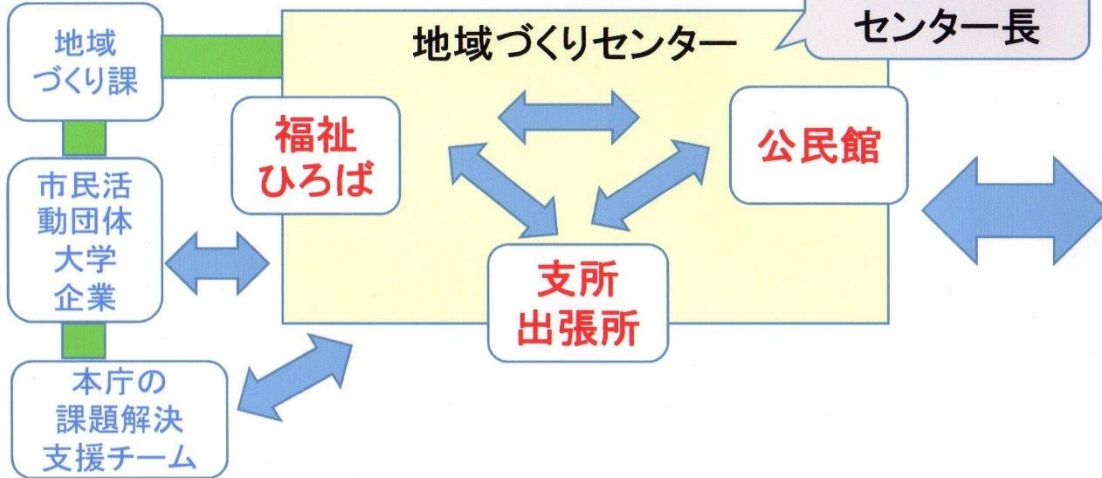 センター長
地域づくりセンター
地域
づくり課
福祉
ひろば
公民館
市民活
動団体
大学
企業
支所
出張所
本庁の
課題解決
支援チーム